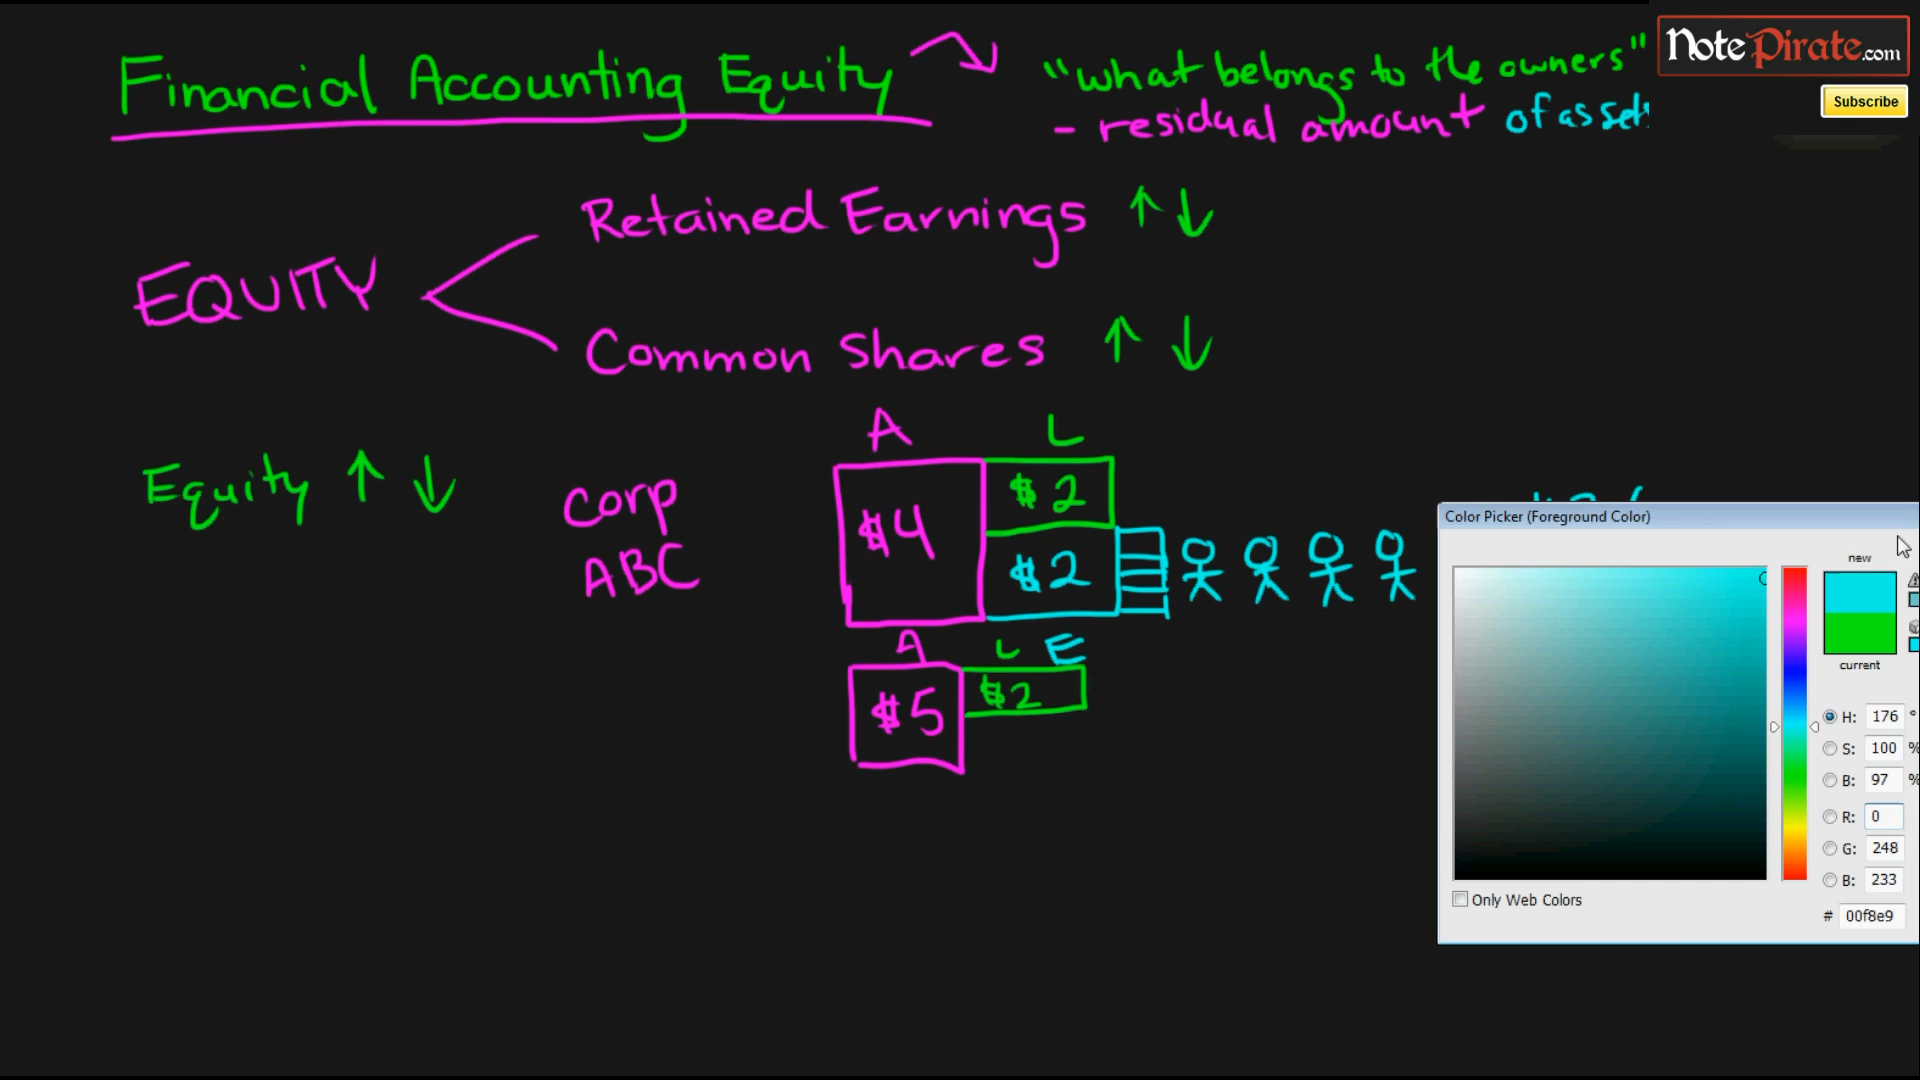 Financial Accounting Equity
"what belongs to the owners"
- residual amount of assets
NotePirate.com
Subscribe
EQUITY
Retained Earnings ↑↓
Common Shares ↑ ↓
Equity ↑ ↓
Corp
ABC
A
L
$4
$2
$2
A
L E
$5
$2
Color Picker (Foreground Color)
new
current
H: 176 °
S: 100 %
B: 97 %
R: 0
G: 248
B: 233
# 00f8e9
Only Web Colors